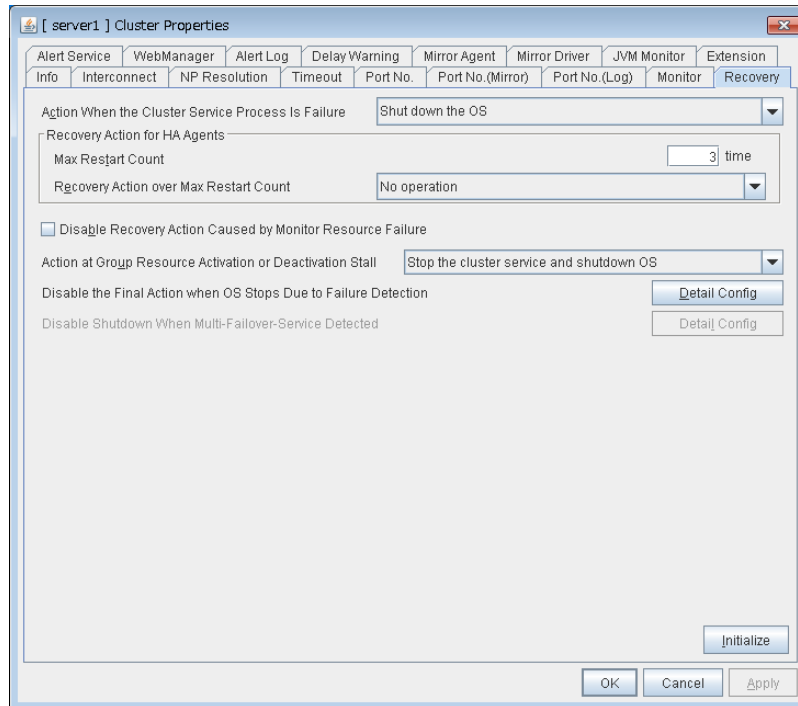 [ server1 ] Cluster Properties
Alert Service WebManager Alert Log Delay Warning Mirror Agent Mirror Driver JVM Monitor Extension
Info Interconnect NP Resolution Timeout Port No. Port No.(Mirror) Port No.(Log) Monitor Recovery
Action When the Cluster Service Process Is Failure Shut down the OS
Recovery Action for HA Agents
Max Restart Count 3 time
Recovery Action over Max Restart Count No operation
Disable Recovery Action Caused by Monitor Resource Failure
Action at Group Resource Activation or Deactivation Stall Stop the cluster service and shutdown OS
Disable the Final Action when OS Stops Due to Failure Detection Detail Config
Disable Shutdown When Multi-Failover-Service Detected Detail Config
Initialize
OK Cancel Apply